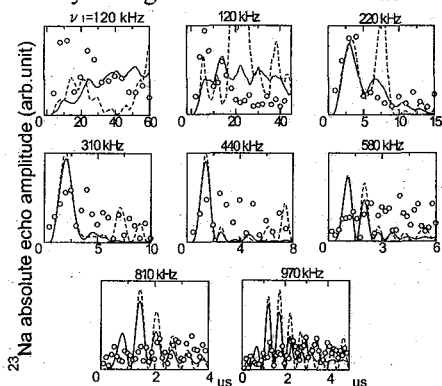 ν₁=120 kHz
120 kHz
220 kHz
0 20 40 60
0 20 40
0 5 10 15
310 kHz
440 kHz
580 kHz
0 5 10
0 4 8
0 3 6
810 kHz
970 kHz
0 2 4
μs
0 2 4
μs
²³Na absolute echo amplitude (arb.unit)